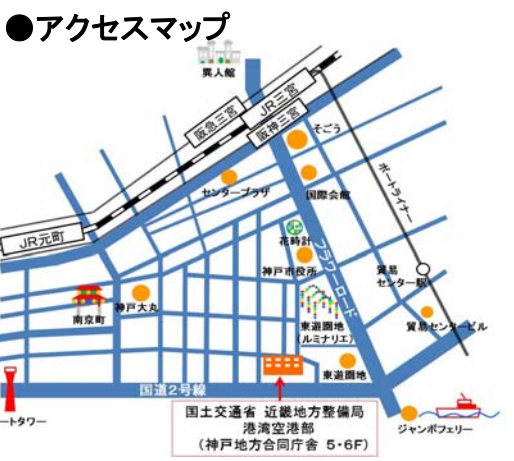 ●アクセスマップ
異人館
阪急三宮
JR三宮
阪神三宮
そごう
センタープラザ
国際会館
ポートライナー
JR元町
花時計
神戸市役所
フラワーロード
貿易
センター駅
南京町
神戸大丸
東遊園地
(ルミナリエ)
貿易センタービル
東遊園地
国道2号線
ートタワー
国土交通省 近畿地方整備局
港湾空港部
(神戸地方合同庁舎 5・6F)
ジャンボフェリー